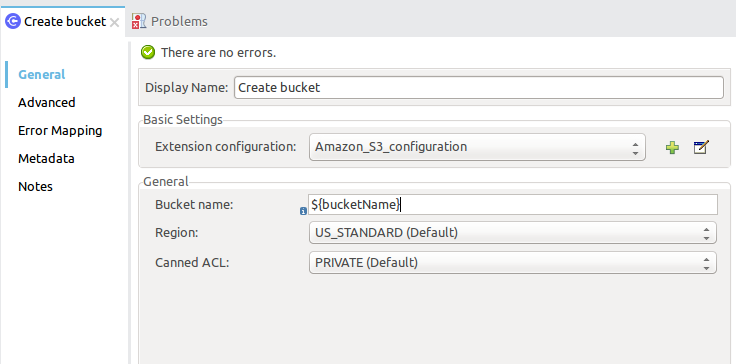 Create bucket
Problems
There are no errors.
General
Advanced
Error Mapping
Metadata
Notes
Display Name: Create bucket
Basic Settings
Extension configuration: Amazon_S3_configuration
General
Bucket name: ${bucketName}
Region: US_STANDARD (Default)
Canned ACL: PRIVATE (Default)